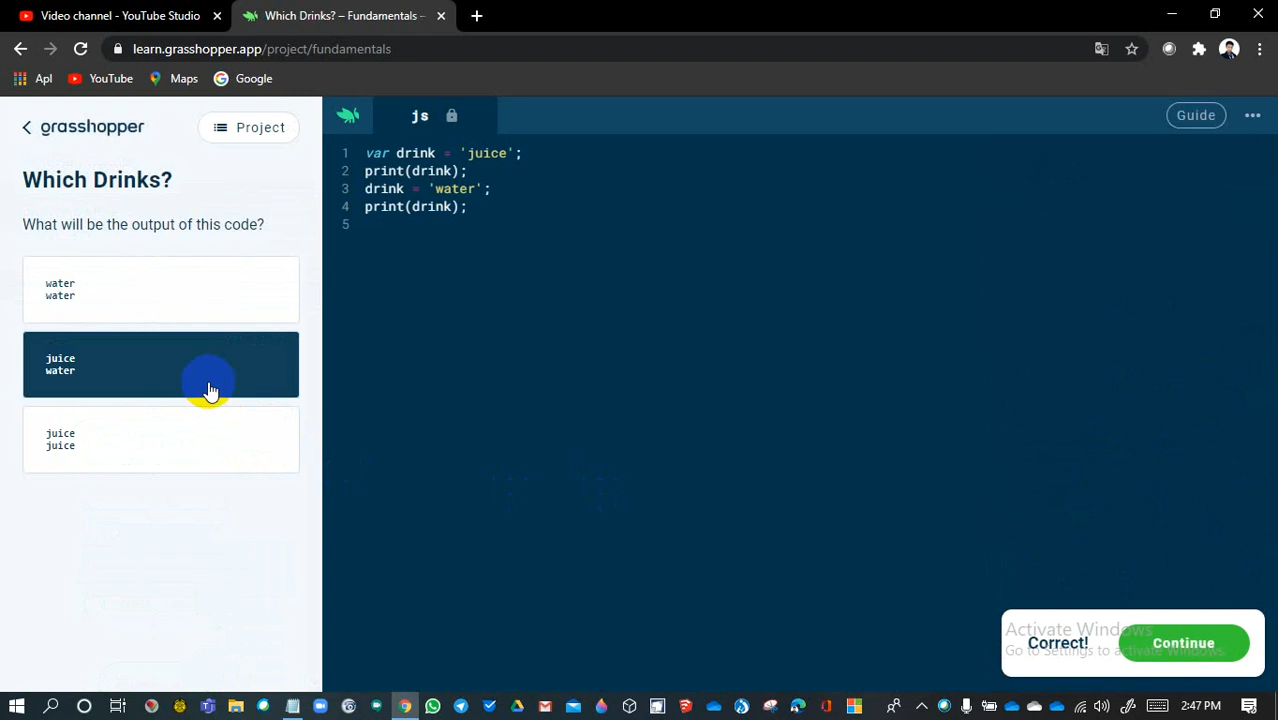 Video channel - YouTube Studio
Which Drinks? – Fundamentals –
learn.grasshopper.app/project/fundamentals
Apl
YouTube
Maps
Google
grasshopper
Project
js
Guide
Which Drinks?
What will be the output of this code?
water
water
juice
water
juice
juice
1 var drink = 'juice';
2 print(drink);
3 drink = 'water';
4 print(drink);
5
Activate Windows
Go to Settings to activate Windows.
Correct!
Continue
2:47 PM